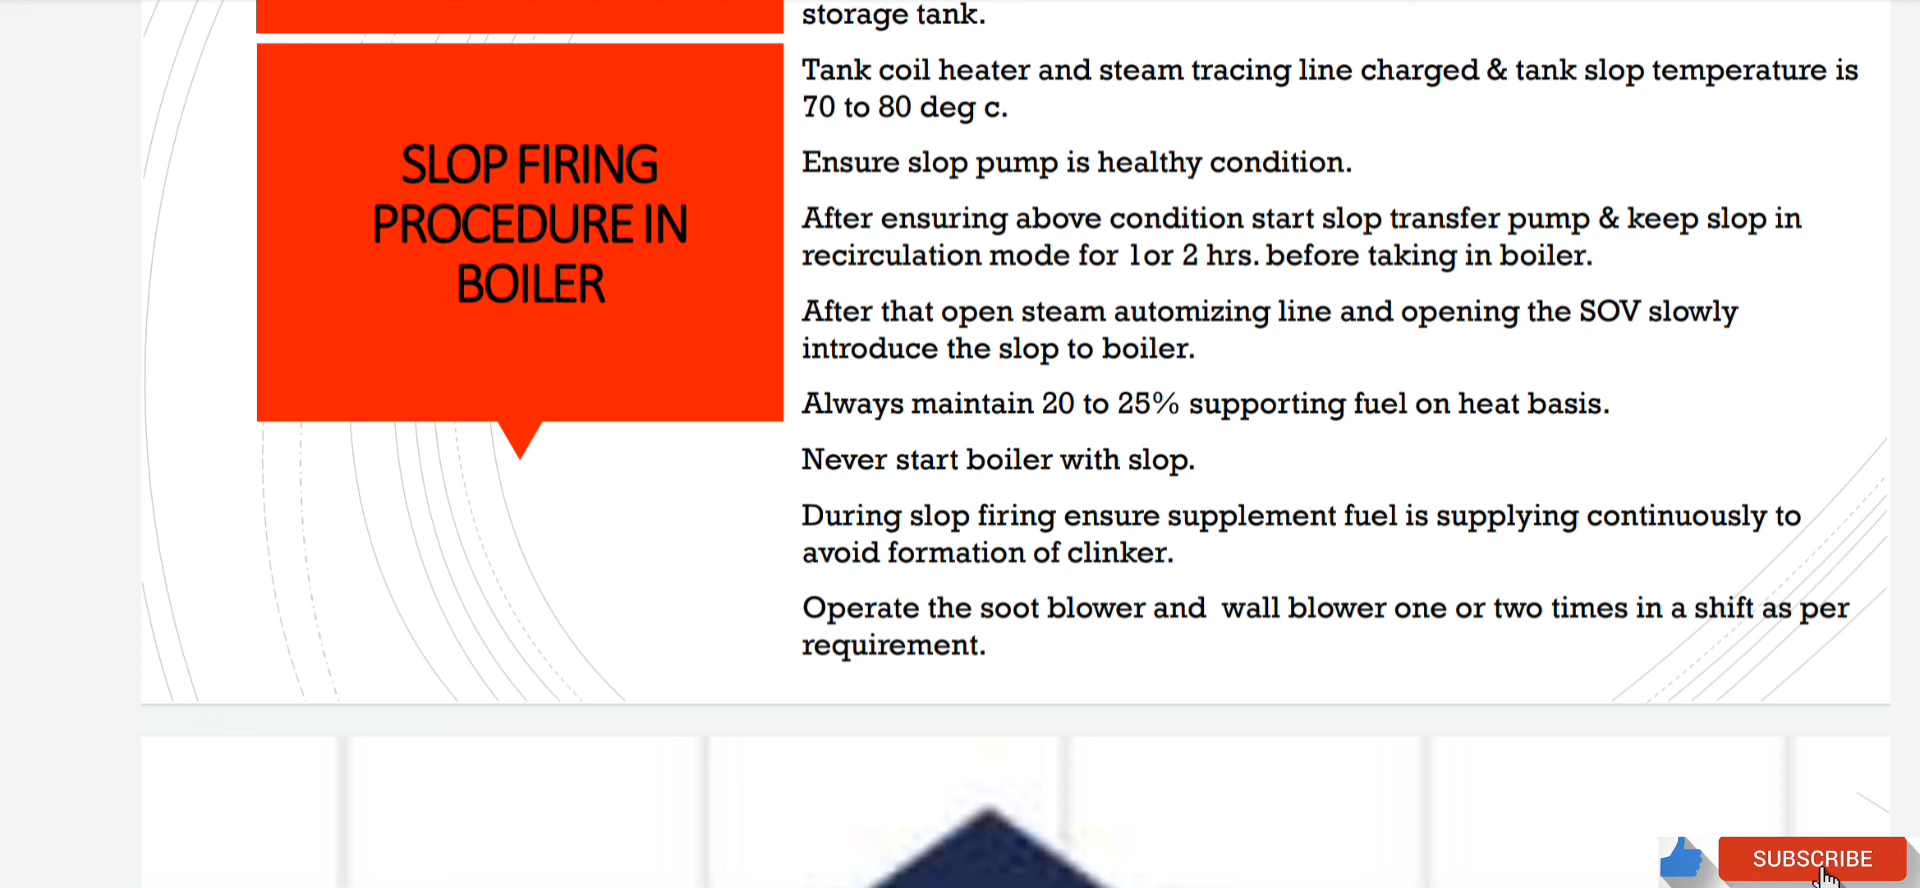 storage tank.
Tank coil heater and steam tracing line charged & tank slop temperature is
70 to 80 deg c.
Ensure slop pump is healthy condition.
After ensuring above condition start slop transfer pump & keep slop in
recirculation mode for 1or 2 hrs. before taking in boiler.
After that open steam automizing line and opening the SOV slowly
introduce the slop to boiler.
Always maintain 20 to 25% supporting fuel on heat basis.
Never start boiler with slop.
During slop firing ensure supplement fuel is supplying continuously to
avoid formation of clinker.
Operate the soot blower and wall blower one or two times in a shift as per
requirement.
SLOP FIRING
PROCEDURE IN
BOILER
SUBSCRIBE